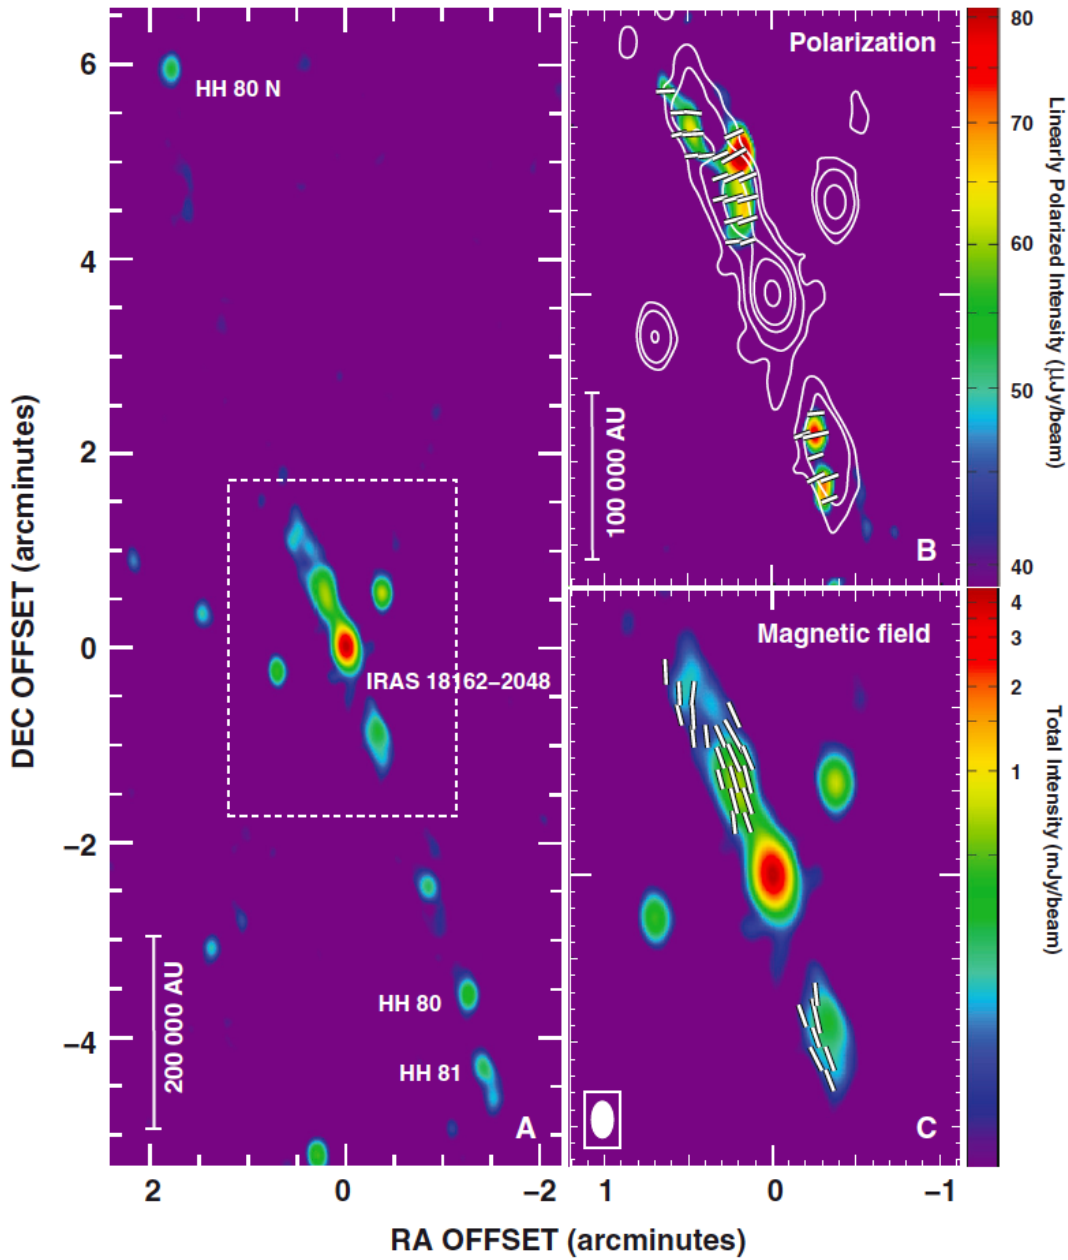 HH 80 N
IRAS 18162–2048
HH 80
HH 81
200 000 AU
A
6
4
2
0
−2
−4
2
0
−2
DEC OFFSET (arcminutes)
Polarization
100 000 AU
B
80
70
60
50
40
Linearly Polarized Intensity (μJy/beam)
Magnetic field
C
4
3
2
1
Total Intensity (mJy/beam)
1
0
−1
RA OFFSET (arcminutes)